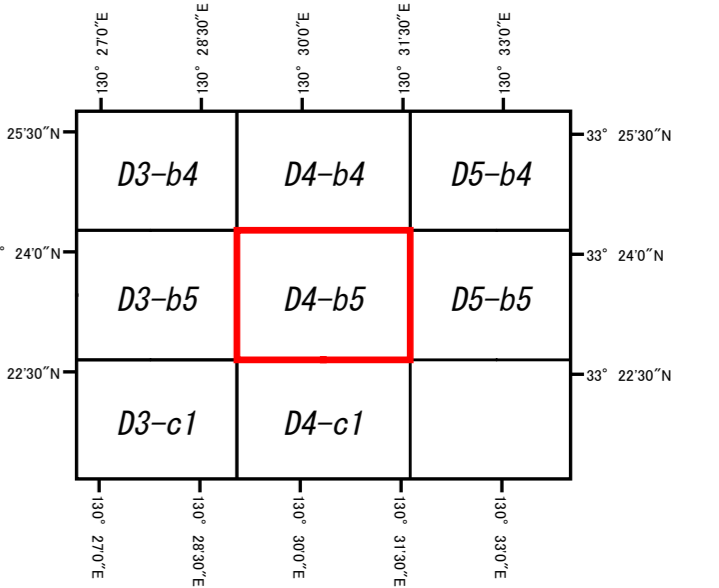 130° 27'0"E
130° 28'30"E
130° 30'0"E
130° 31'30"E
130° 33'0"E
25'30"N
D3-b4
D4-b4
D5-b4
33° 25'30"N
° 24'0"N
D3-b5
D4-b5
D5-b5
33° 24'0"N
22'30"N
D3-c1
D4-c1
33° 22'30"N
130° 27'0"E
130° 28'30"E
130° 30'0"E
130° 31'30"E
130° 33'0"E